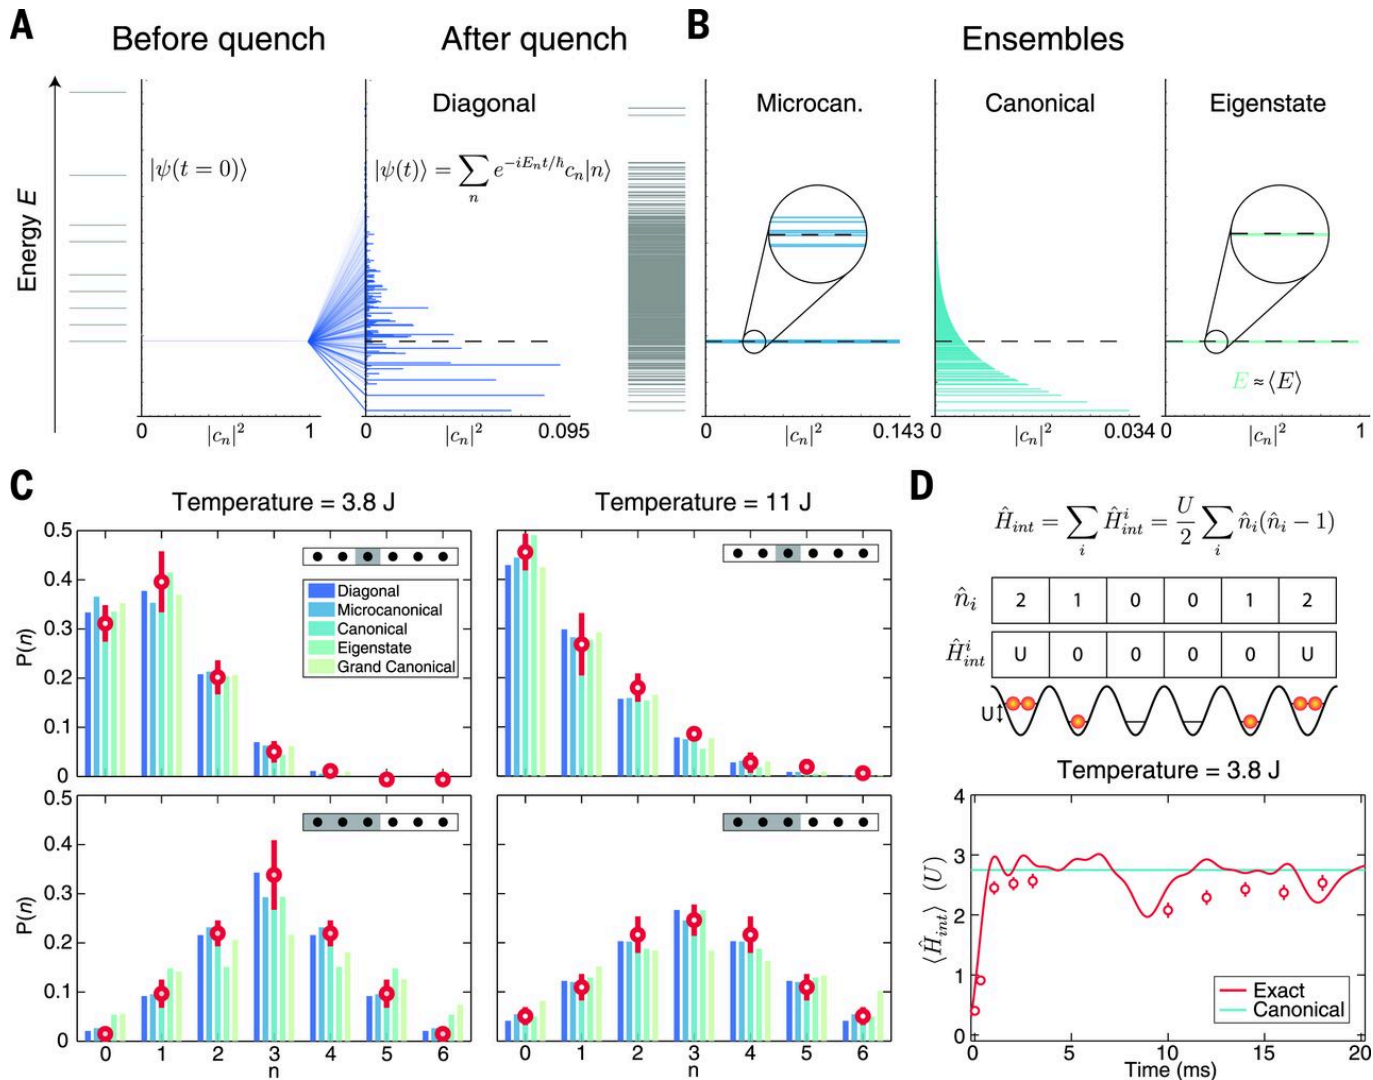 A
Before quench
After quench
Energy E
|ψ(t = 0)⟩
0
|c_n|²
1
Diagonal
|ψ(t)⟩ = ∑_n e^{-iE_n t/ħ} c_n|n⟩
0
|c_n|²
0.095
B
Ensembles
Microcan.
0
|c_n|²
0.143
Canonical
0
|c_n|²
0.034
Eigenstate
E ≈ ⟨E⟩
0
|c_n|²
1
C
Temperature = 3.8 J
Temperature = 11 J
P(n)
0.5
0.4
0.3
0.2
0.1
0
Diagonal
Microcanonical
Canonical
Eigenstate
Grand Canonical
P(n)
0.5
0.4
0.3
0.2
0.1
0
0 1 2 3 4 5 6
n
0 1 2 3 4 5 6
n
D
Ĥ_int = ∑_i Ĥ^i_int = U/2 ∑_i n̂_i(n̂_i − 1)
n̂_i 2 1 0 0 1 2
Ĥ^i_int U 0 0 0 0 U
U
Temperature = 3.8 J
⟨Ĥ_int⟩ (U)
4
3
2
1
0
Exact
Canonical
0 5 10 15 20
Time (ms)